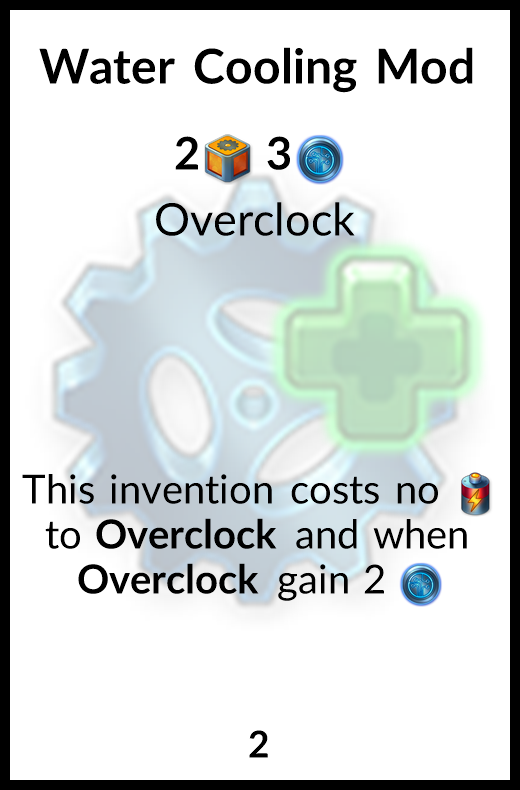 Water Cooling Mod
2 3
Overclock
This invention costs no
to Overclock and when
Overclock gain 2
2